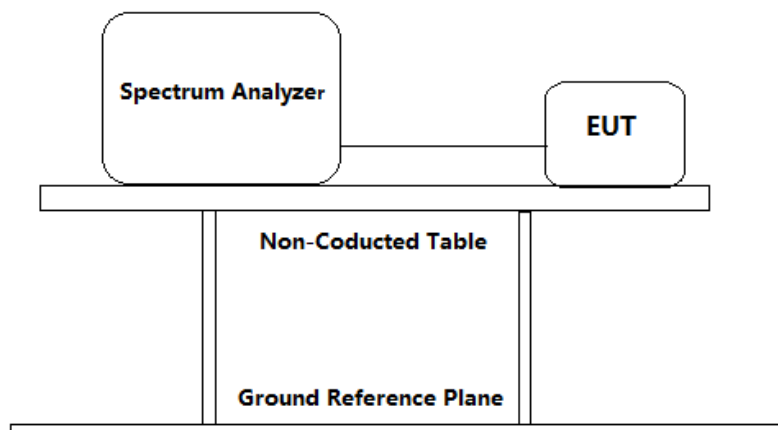 Spectrum Analyzer
EUT
Non-Coducted Table
Ground Reference Plane